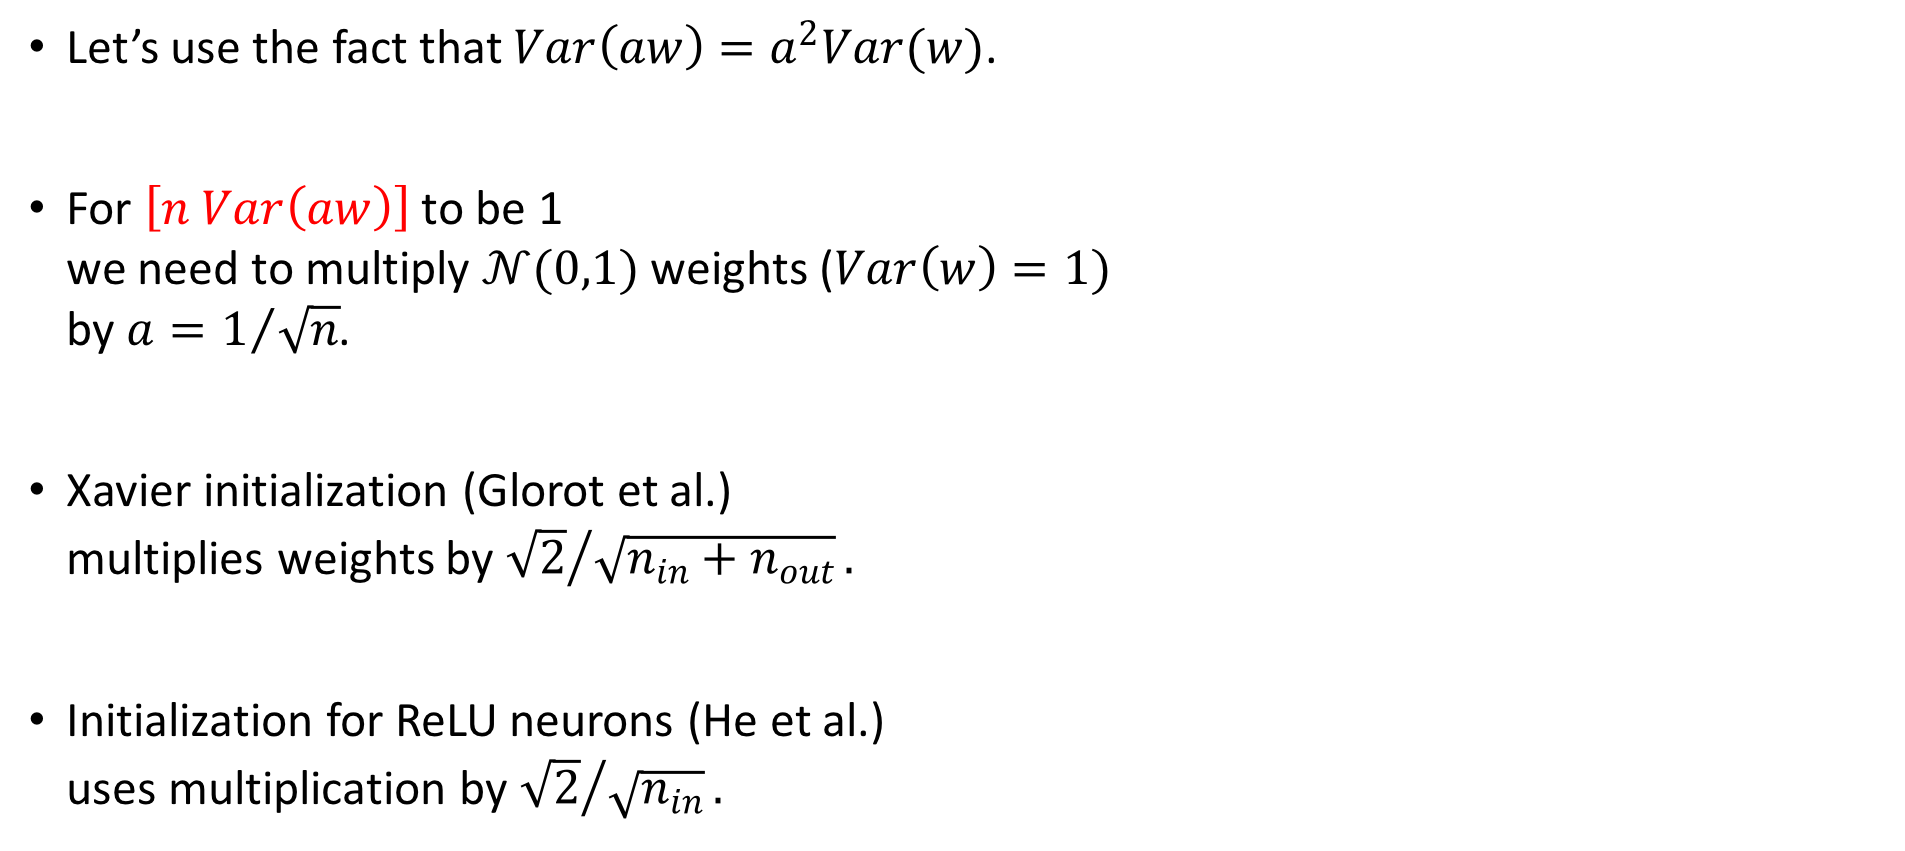 • Let’s use the fact that Var(aw) = a²Var(w).
• For [n Var(aw)] to be 1
we need to multiply 𝒩(0,1) weights (Var(w) = 1)
by a = 1/√n.
• Xavier initialization (Glorot et al.)
multiplies weights by √2/√(n_in + n_out) .
• Initialization for ReLU neurons (He et al.)
uses multiplication by √2/√n_in .